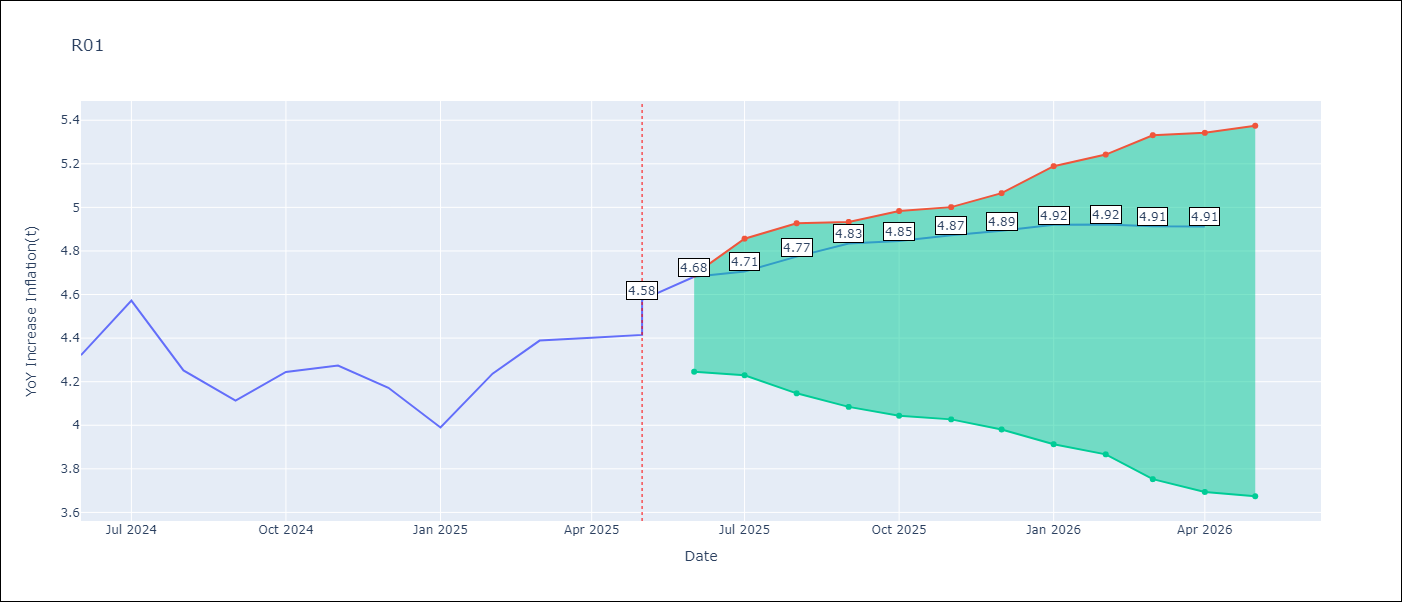 R01
YoY Increase Inflation(t)
5.4
5.2
5
4.8
4.6
4.4
4.2
4
3.8
3.6
4.58
4.68
4.71
4.77
4.83
4.85
4.87
4.89
4.92
4.92
4.91
4.91
Jul 2024
Oct 2024
Jan 2025
Apr 2025
Jul 2025
Oct 2025
Jan 2026
Apr 2026
Date